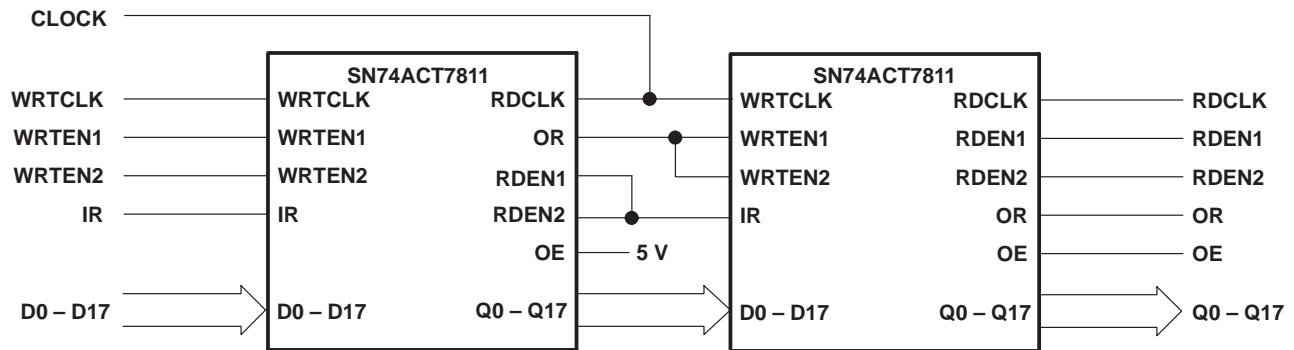 CLOCK
SN74ACT7811 SN74ACT7811
WRTCLK WRTCLK RDCLK WRTCLK RDCLK RDCLK
WRTEN1 WRTEN1 OR WRTEN1 RDEN1 RDEN1
WRTEN2 WRTEN2 RDEN1 WRTEN2 RDEN2 RDEN2
IR IR RDEN2 IR OR OR
OE 5 V OE OE
D0 – D17 D0 – D17 Q0 – Q17 D0 – D17 Q0 – Q17 Q0 – Q17